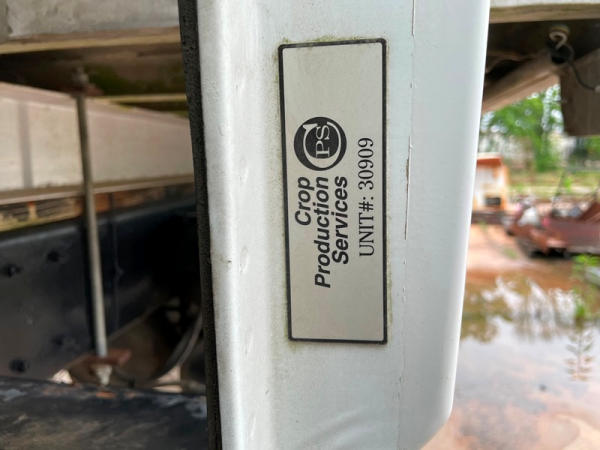 CPS
Crop
Production
Services
UNIT#: 30909